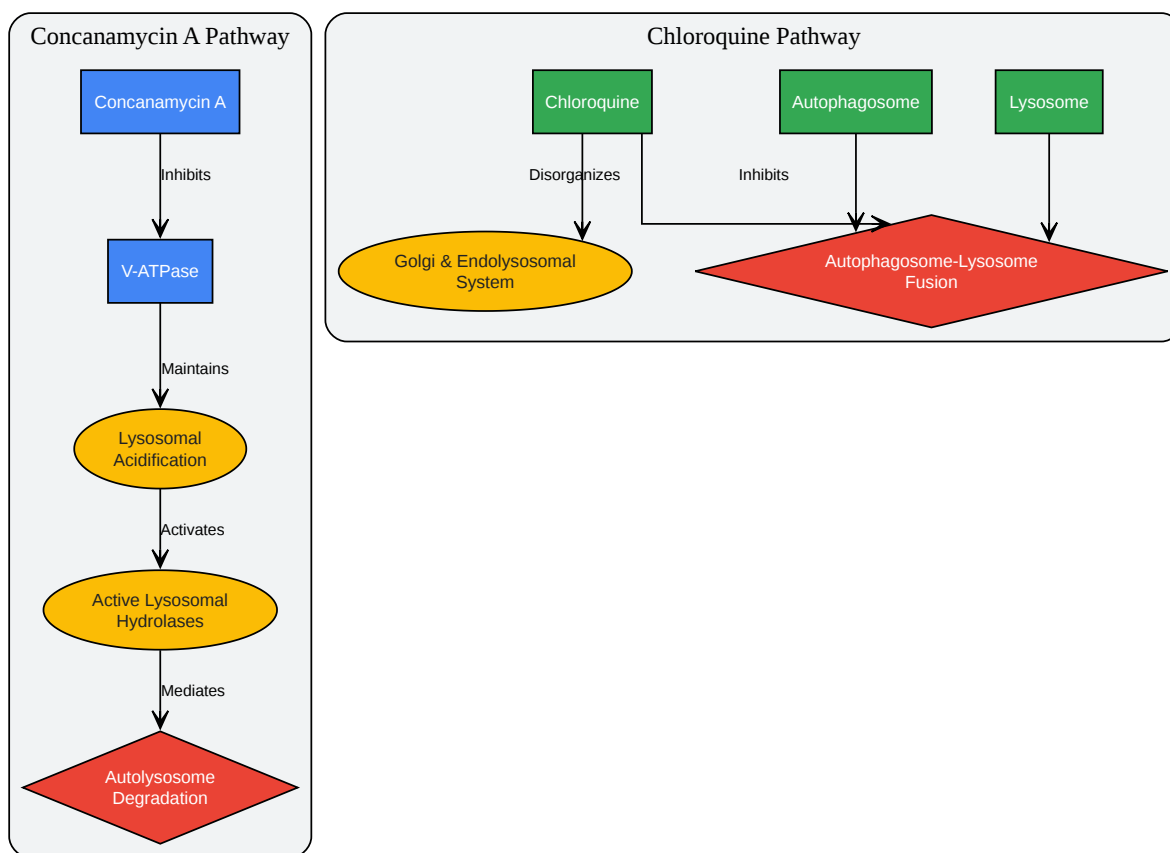 Concanamycin A Pathway
Concanamycin A
Inhibits
V-ATPase
Maintains
Lysosomal
Acidification
Activates
Active Lysosomal
Hydrolases
Mediates
Autolysosome
Degradation
Chloroquine Pathway
Chloroquine
Autophagosome
Lysosome
Disorganizes
Inhibits
Golgi & Endolysosomal
System
Autophagosome-Lysosome
Fusion